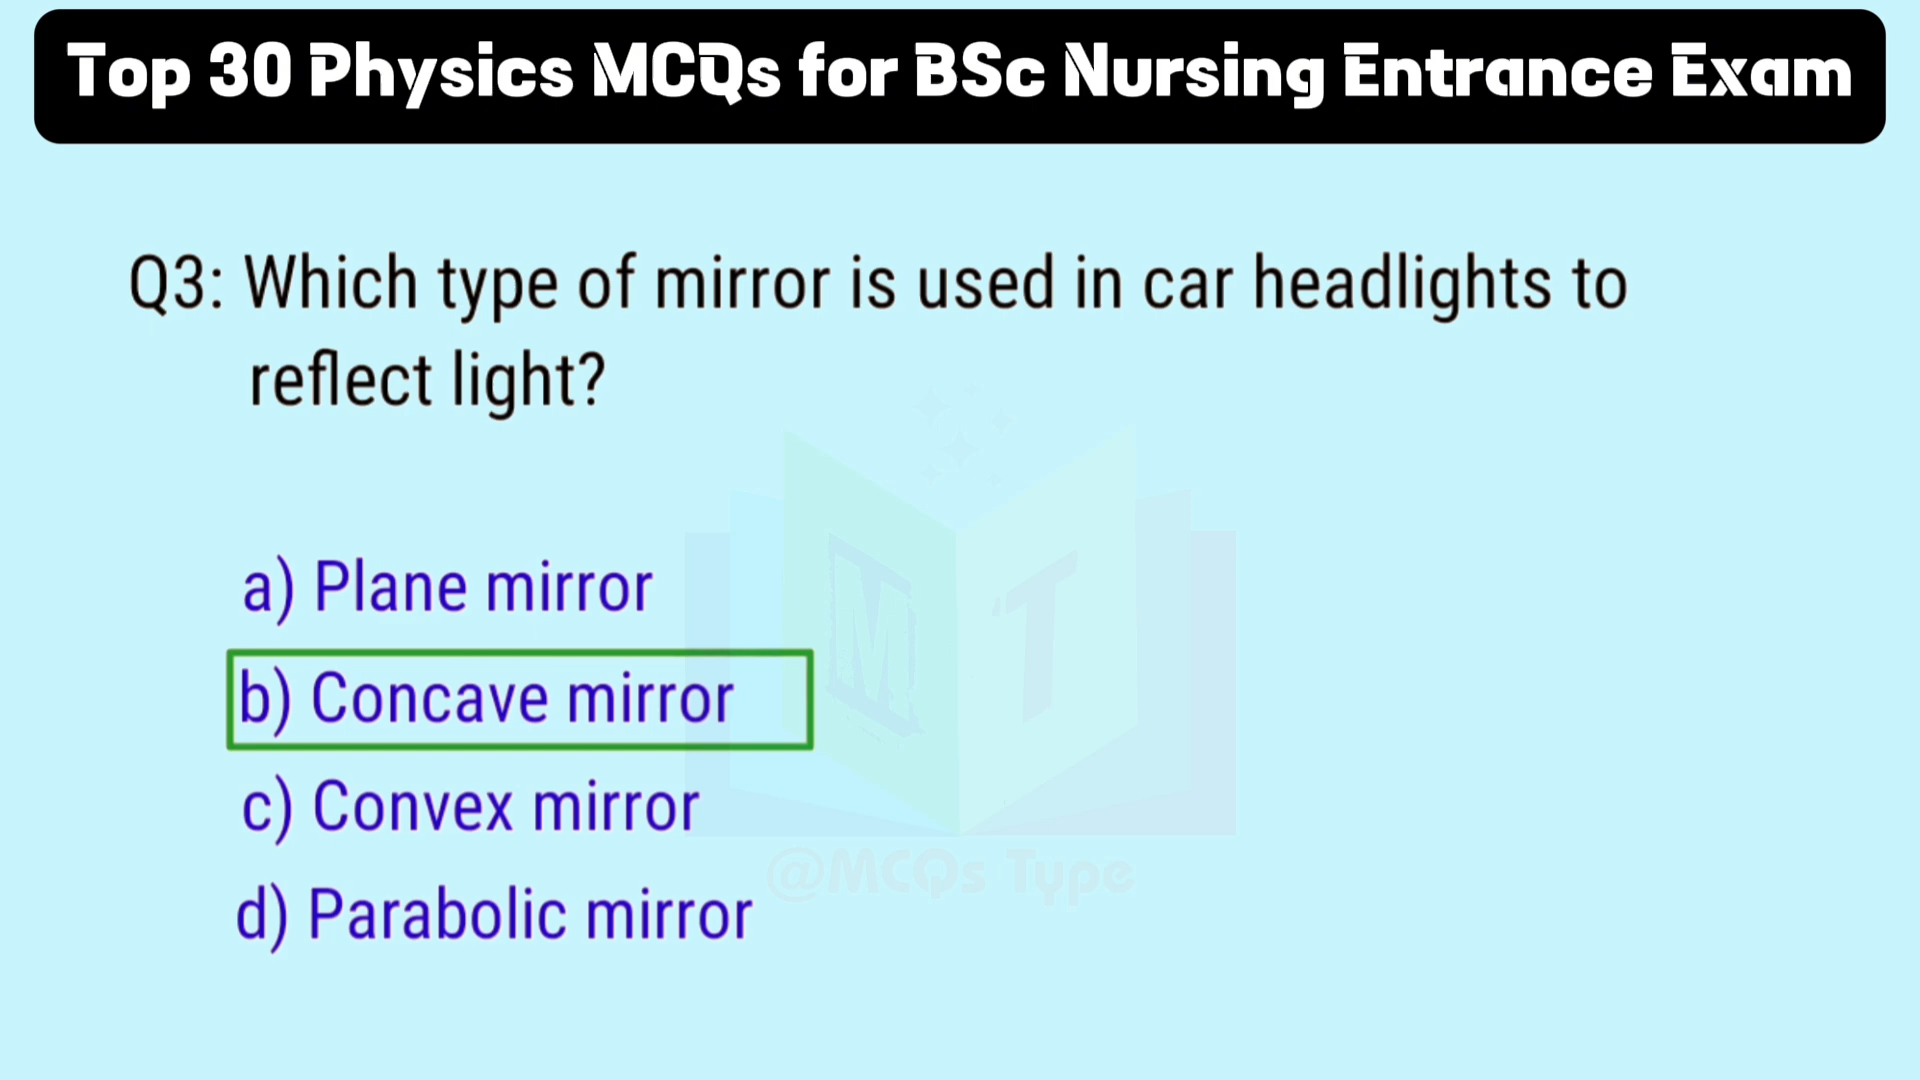 Top 30 Physics MCQs for BSc Nursing Entrance Exam
Q3: Which type of mirror is used in car headlights to
reflect light?
a) Plane mirror
b) Concave mirror
c) Convex mirror
d) Parabolic mirror
MT
@MCQs Type